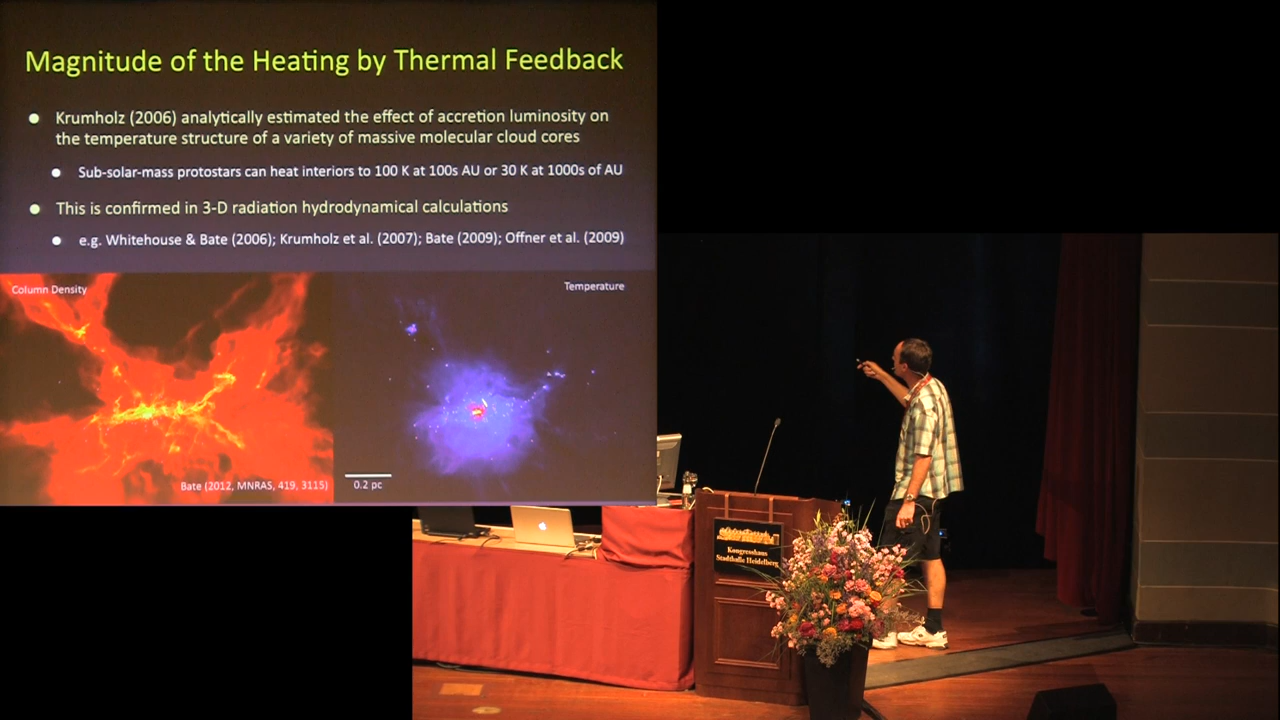 Magnitude of the Heating by Thermal Feedback
Krumholz (2006) analytically estimated the effect of accretion luminosity on
the temperature structure of a variety of massive molecular cloud cores
Sub-solar-mass protostars can heat interiors to 100 K at 100s AU or 30 K at 1000s of AU
This is confirmed in 3-D radiation hydrodynamical calculations
e.g. Whitehouse & Bate (2006); Krumholz et al. (2007); Bate (2009); Offner et al. (2009)
Column Density
Temperature
Bate (2012, MNRAS, 419, 3115)
0.2 pc
Kongresshaus
Stadthalle Heidelberg